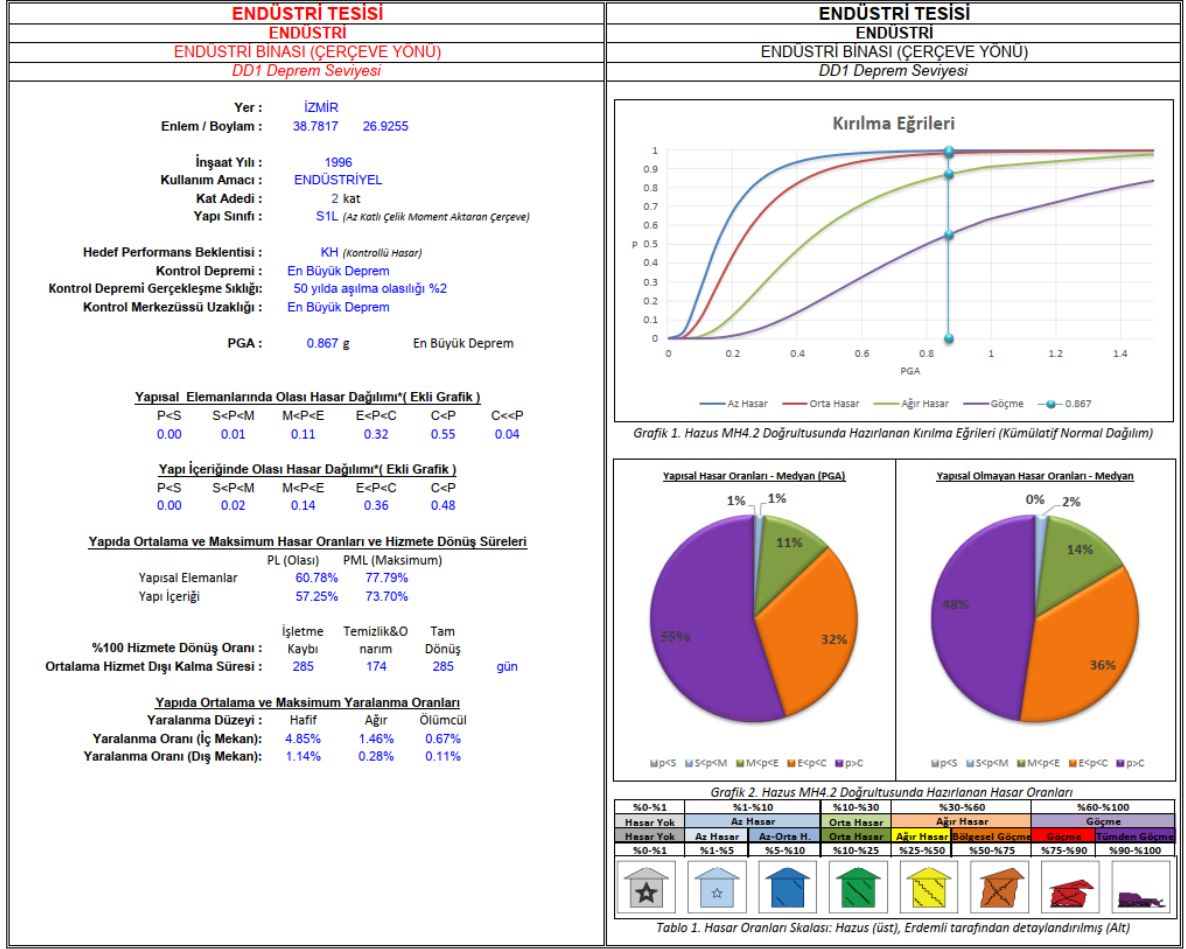 ENDÜSTRİ TESİSİ
ENDÜSTRİ
ENDÜSTRİ BİNASI (ÇERÇEVE YÖNÜ)
DD1 Deprem Seviyesi
Yer : İZMİR
Enlem / Boylam : 38.7817 26.9255
İnşaat Yılı : 1996
Kullanım Amacı : ENDÜSTRİYEL
Kat Adedi : 2 kat
Yapı Sınıfı : S1L (Az Katlı Çelik Moment Aktaran Çerçeve)
Hedef Performans Beklentisi : KH (Kontrollü Hasar)
Kontrol Depremi : En Büyük Deprem
Kontrol Depremi Gerçekleşme Sıklığı: 50 yılda aşılma olasılığı %2
Kontrol Merkezüssü Uzaklığı : En Büyük Deprem
PGA : 0.867 g En Büyük Deprem
Yapısal Elemanlarında Olası Hasar Dağılımı*( Ekli Grafik )
P<S S<P<M M<P<E E<P<C C<P C<<P
0.00 0.01 0.11 0.32 0.55 0.04
Yapı İçeriğinde Olası Hasar Dağılımı*( Ekli Grafik )
P<S S<P<M M<P<E E<P<C C<P
0.00 0.02 0.14 0.36 0.48
Yapıda Ortalama ve Maksimum Hasar Oranları ve Hizmete Dönüş Süreleri
PL (Olası) PML (Maksimum)
Yapısal Elemanlar 60.78% 77.79%
Yapı İçeriği 57.25% 73.70%
İşletme Temizlik&O Tam
%100 Hizmete Dönüş Oranı : Kaybı narım Dönüş
Ortalama Hizmet Dışı Kalma Süresi : 285 174 285 gün
Yapıda Ortalama ve Maksimum Yaralanma Oranları
Yaralanma Düzeyi : Hafif Ağır Ölümcül
Yaralanma Oranı (İç Mekan): 4.85% 1.46% 0.67%
Yaralanma Oranı (Dış Mekan): 1.14% 0.28% 0.11%
ENDÜSTRİ TESİSİ
ENDÜSTRİ
ENDÜSTRİ BİNASI (ÇERÇEVE YÖNÜ)
DD1 Deprem Seviyesi
Kırılma Eğrileri
1
0.9
0.8
0.7
0.6
P 0.5
0.4
0.3
0.2
0.1
0
0 0.2 0.4 0.6 0.8 1 1.2 1.4
PGA
Az Hasar Orta Hasar Ağır Hasar Göçme 0.867
Grafik 1. Hazus MH4.2 Doğrultusunda Hazırlanan Kırılma Eğrileri (Kümülatif Normal Dağılım)
Yapısal Hasar Oranları - Medyan (PGA) Yapısal Olmayan Hasar Oranları - Medyan
1% 1% 0% 2%
11% 14%
48%
55% 32%
36%
p<S S<p<M M<p<E E<p<C p>C p<S S<p<M M<p<E E<p<C p>C
Grafik 2. Hazus MH4.2 Doğrultusunda Hazırlanan Hasar Oranları
%0-%1 %1-%10 %10-%30 %30-%60 %60-%100
Hasar Yok Az Hasar Orta Hasar Ağır Hasar Göçme
Hasar Yok Az Hasar Az-Orta H. Orta Hasar Ağır Hasar Bölgesel Göçme Göçme Tümden Göçme
%0-%1 %1-%5 %5-%10 %10-%25 %25-%50 %50-%75 %75-%90 %90-%100
Tablo 1. Hasar Oranları Skalası: Hazus (üst), Erdemli tarafından detaylandırılmış (Alt)